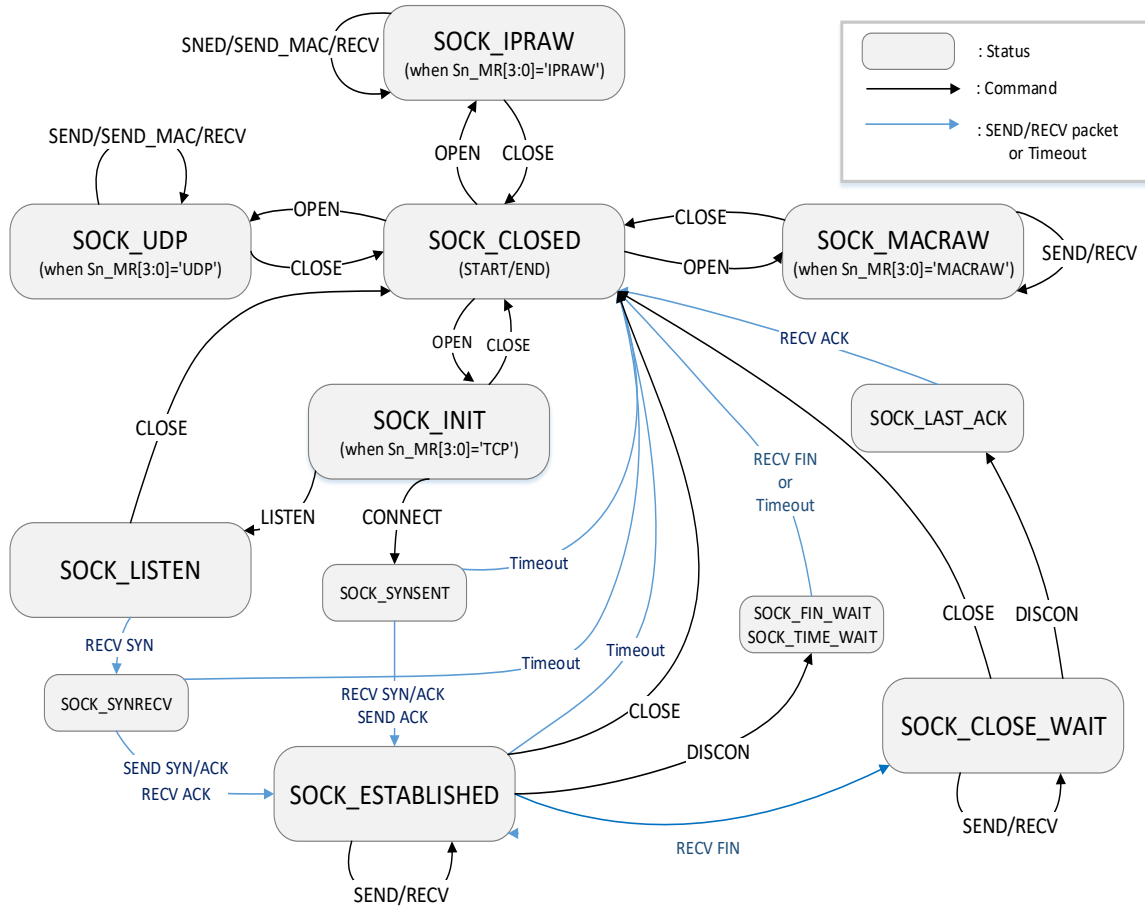 SNED/SEND_MAC/RECV
SOCK_IPRAW
(when Sn_MR[3:0]='IPRAW')
: Status
: Command
: SEND/RECV packet
or Timeout
SEND/SEND_MAC/RECV
OPEN
CLOSE
OPEN
CLOSE
SOCK_UDP
(when Sn_MR[3:0]='UDP')
CLOSE
SOCK_CLOSED
(START/END)
OPEN
SOCK_MACRAW
(when Sn_MR[3:0]='MACRAW')
SEND/RECV
OPEN
CLOSE
RECV ACK
SOCK_INIT
(when Sn_MR[3:0]='TCP')
SOCK_LAST_ACK
CLOSE
RECV FIN
or
Timeout
LISTEN
CONNECT
SOCK_LISTEN
Timeout
SOCK_SYNSENT
SOCK_FIN_WAIT
SOCK_TIME_WAIT
CLOSE
DISCON
RECV SYN
Timeout
Timeout
SOCK_SYNRECV
RECV SYN/ACK
SEND ACK
CLOSE
SOCK_CLOSE_WAIT
DISCON
SEND SYN/ACK
RECV ACK
SOCK_ESTABLISHED
SEND/RECV
RECV FIN
SEND/RECV